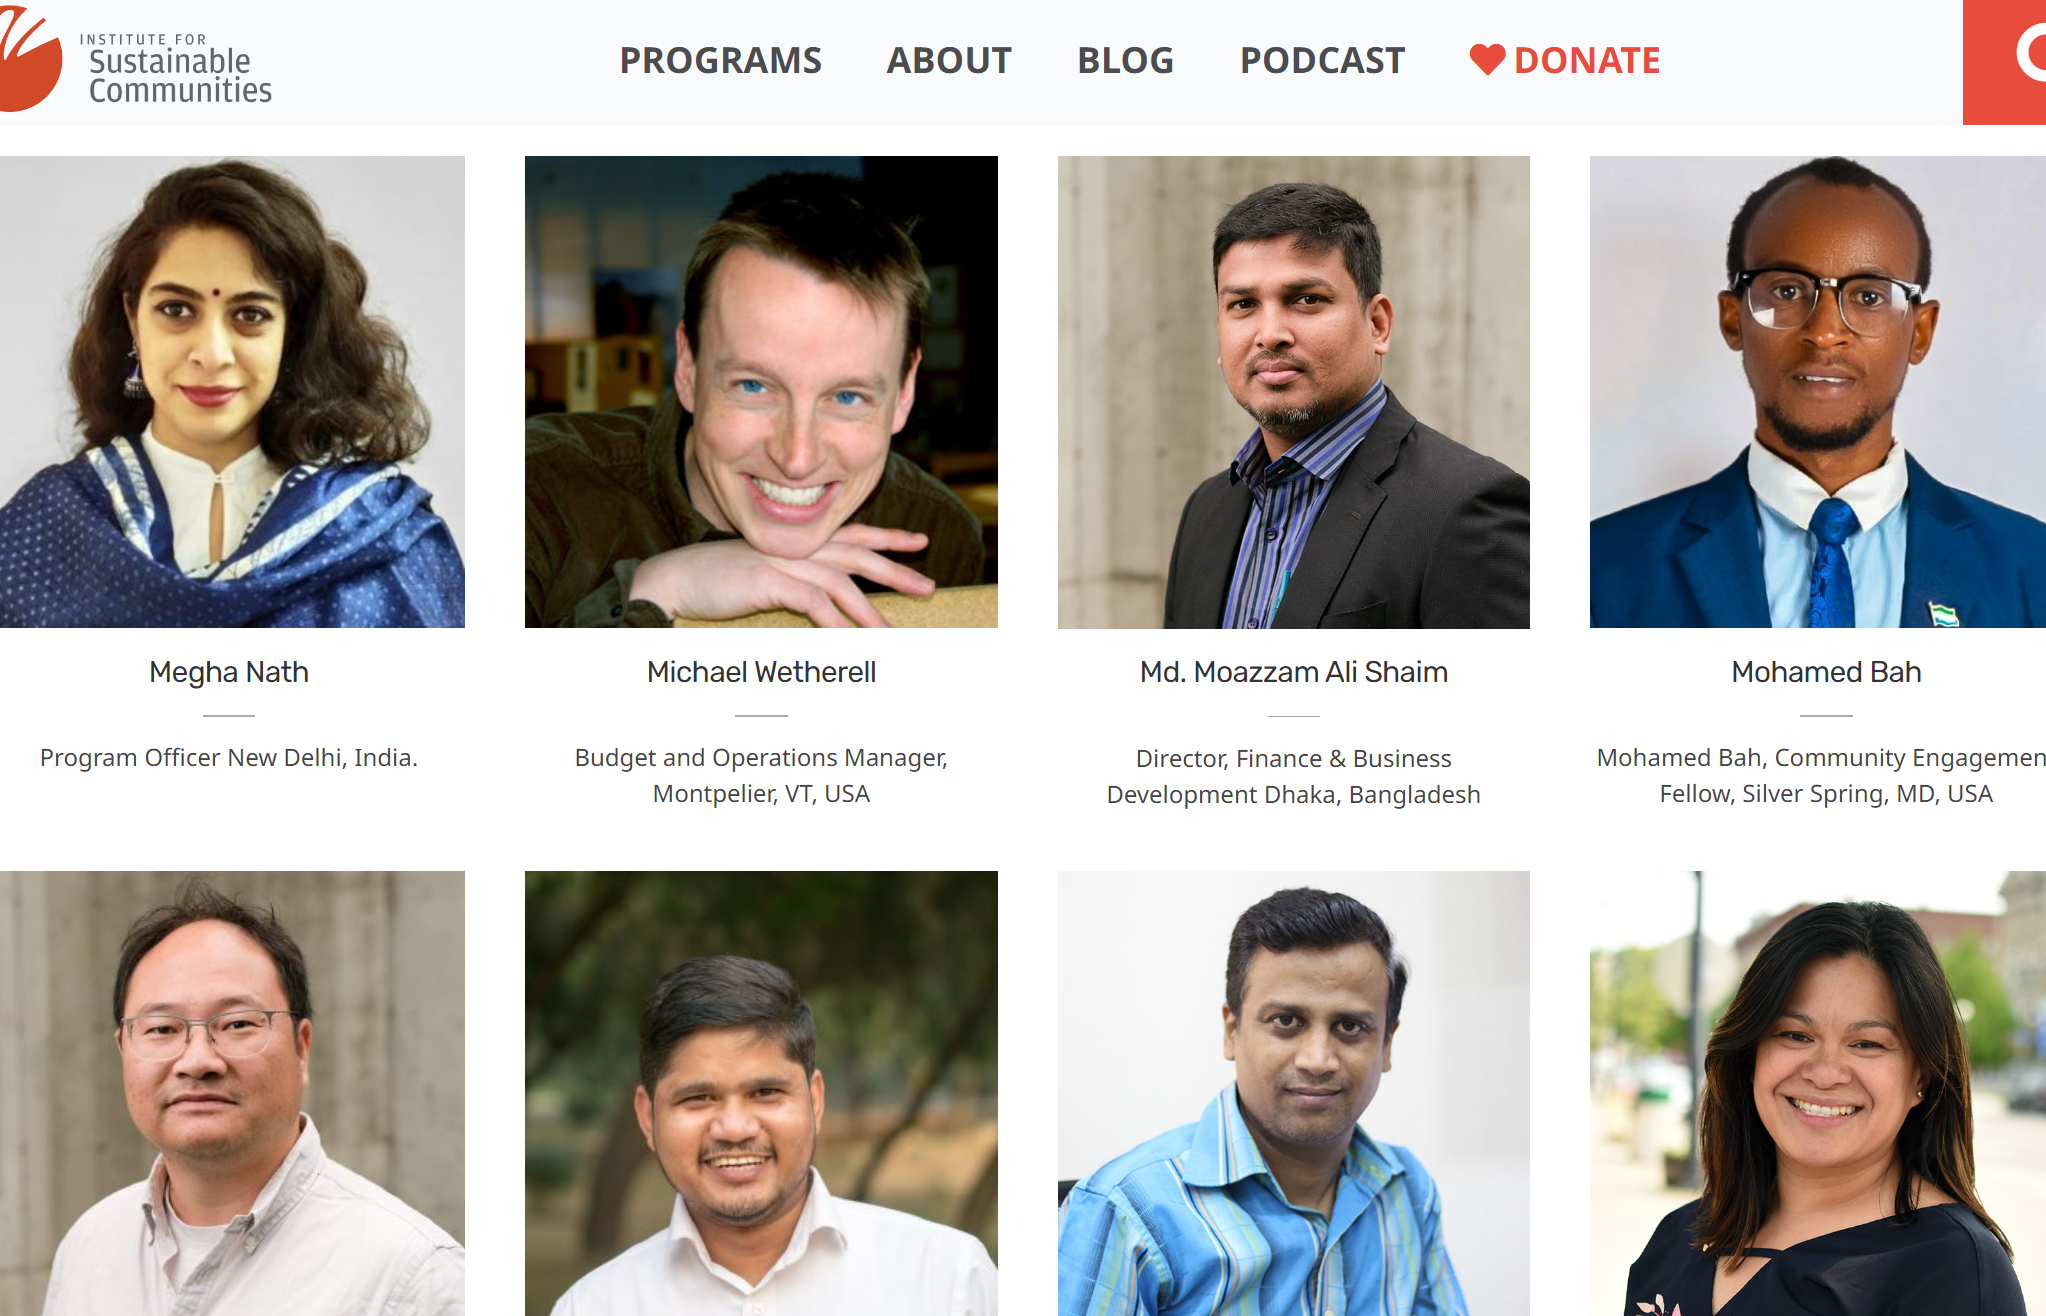 INSTITUTE FOR
Sustainable
Communities
PROGRAMS
ABOUT
BLOG
PODCAST
DONATE
Megha Nath
Program Officer New Delhi, India.
Michael Wetherell
Budget and Operations Manager,
Montpelier, VT, USA
Md. Moazzam Ali Shaim
Director, Finance & Business
Development Dhaka, Bangladesh
Mohamed Bah
Mohamed Bah, Community Engagemen
Fellow, Silver Spring, MD, USA